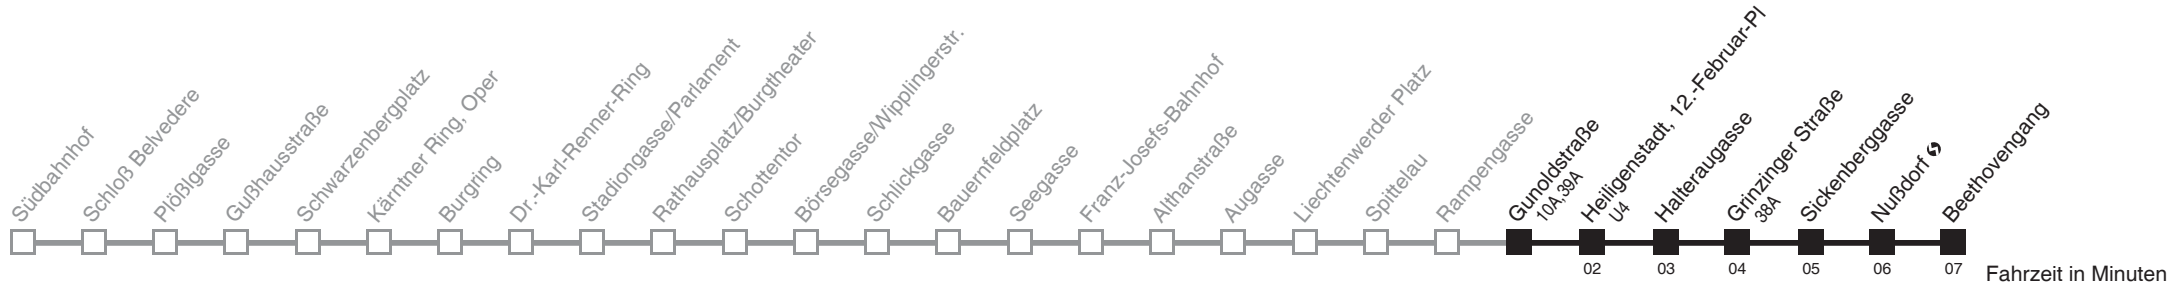 Südbahnhof
Schloß Belvedere
Plößlgasse
Gußhausstraße
Schwarzenbergplatz
Kärntner Ring, Oper
Burgring
Dr.-Karl-Renner-Ring
Stadiongasse/Parlament
Rathausplatz/Burgtheater
Schottentor
Börsegasse/Wipplingerstr.
Schlickgasse
Bauernfeldplatz
Seegasse
Franz-Josefs-Bahnhof
Althanstraße
Augasse
Liechtenwerder Platz
Spittelau
Rampengasse
Gunoldstraße
10A,39A
Heiligenstadt, 12.-Februar-Pl
U4
Halteraugasse
Grinzinger Straße
38A
Sickenberggasse
Nußdorf
Beethovengang
02 03 04 05 06 07 Fahrzeit in Minuten